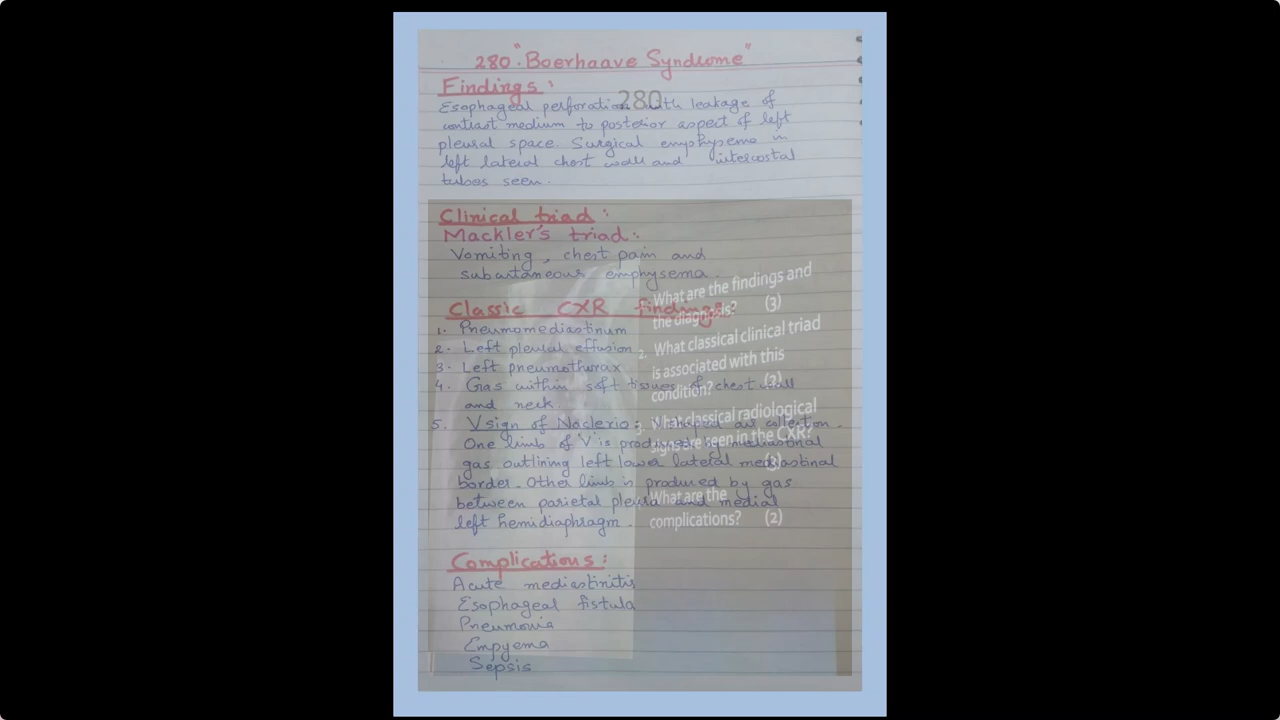 280. "Boerhaave Syndrome"
Findings:
280
Esophageal perforation with leakage of
contrast medium to posterior aspect of left
pleural space. Surgical emphysema in
left lateral chest wall and intercostal
tubes seen.
Clinical triad:
Mackler's triad:
Vomiting, chest pain and
subcutaneous emphysema.
Classic CXR findings:
1. Pneumomediastinum
2. Left pleural effusion
3. Left pneumothorax
4. Gas within soft tissues of chest wall
and neck.
5. V sign of Naclerio: V shaped air collection.
One limb of 'V' is produced by mediastinal
gas outlining left lower lateral mediastinal
border. Other limb is produced by gas
between parietal pleura and medial
left hemidiaphragm.
Complications:
Acute mediastinitis
Esophageal fistula
Pneumonia
Empyema
Sepsis
What are the findings and
the diagnosis? (3)
2. What classical clinical triad
is associated with this
condition? (2)
3. What classical radiological
signs are seen in the CXR?
(3)
What are the
complications? (2)